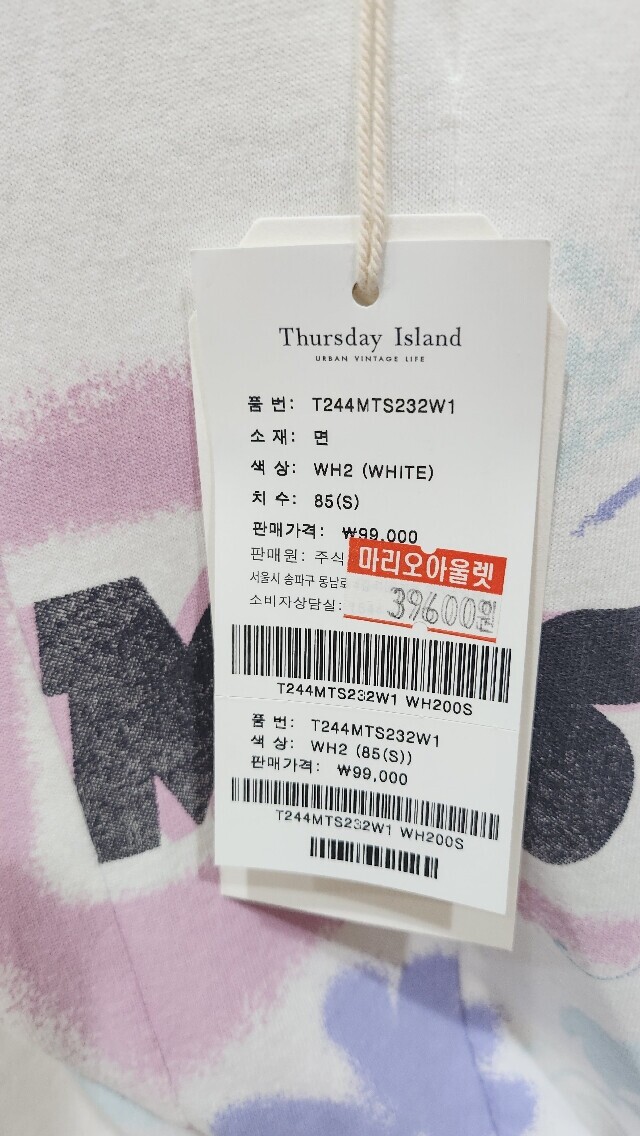 Thursday Island
URBAN VINTAGE LIFE
품 번: T244MTS232W1
소 재: 면
색 상: WH2 (WHITE)
치 수: 85(S)
판매가격: ₩99,000
판매원: 주식
마리오아울렛
서울시 송파구 동남로
소비자상담실:
39600원
T244MTS232W1 WH200S
품 번: T244MTS232W1
색 상: WH2 (85(S))
판매가격: ₩99,000
T244MTS232W1 WH200S